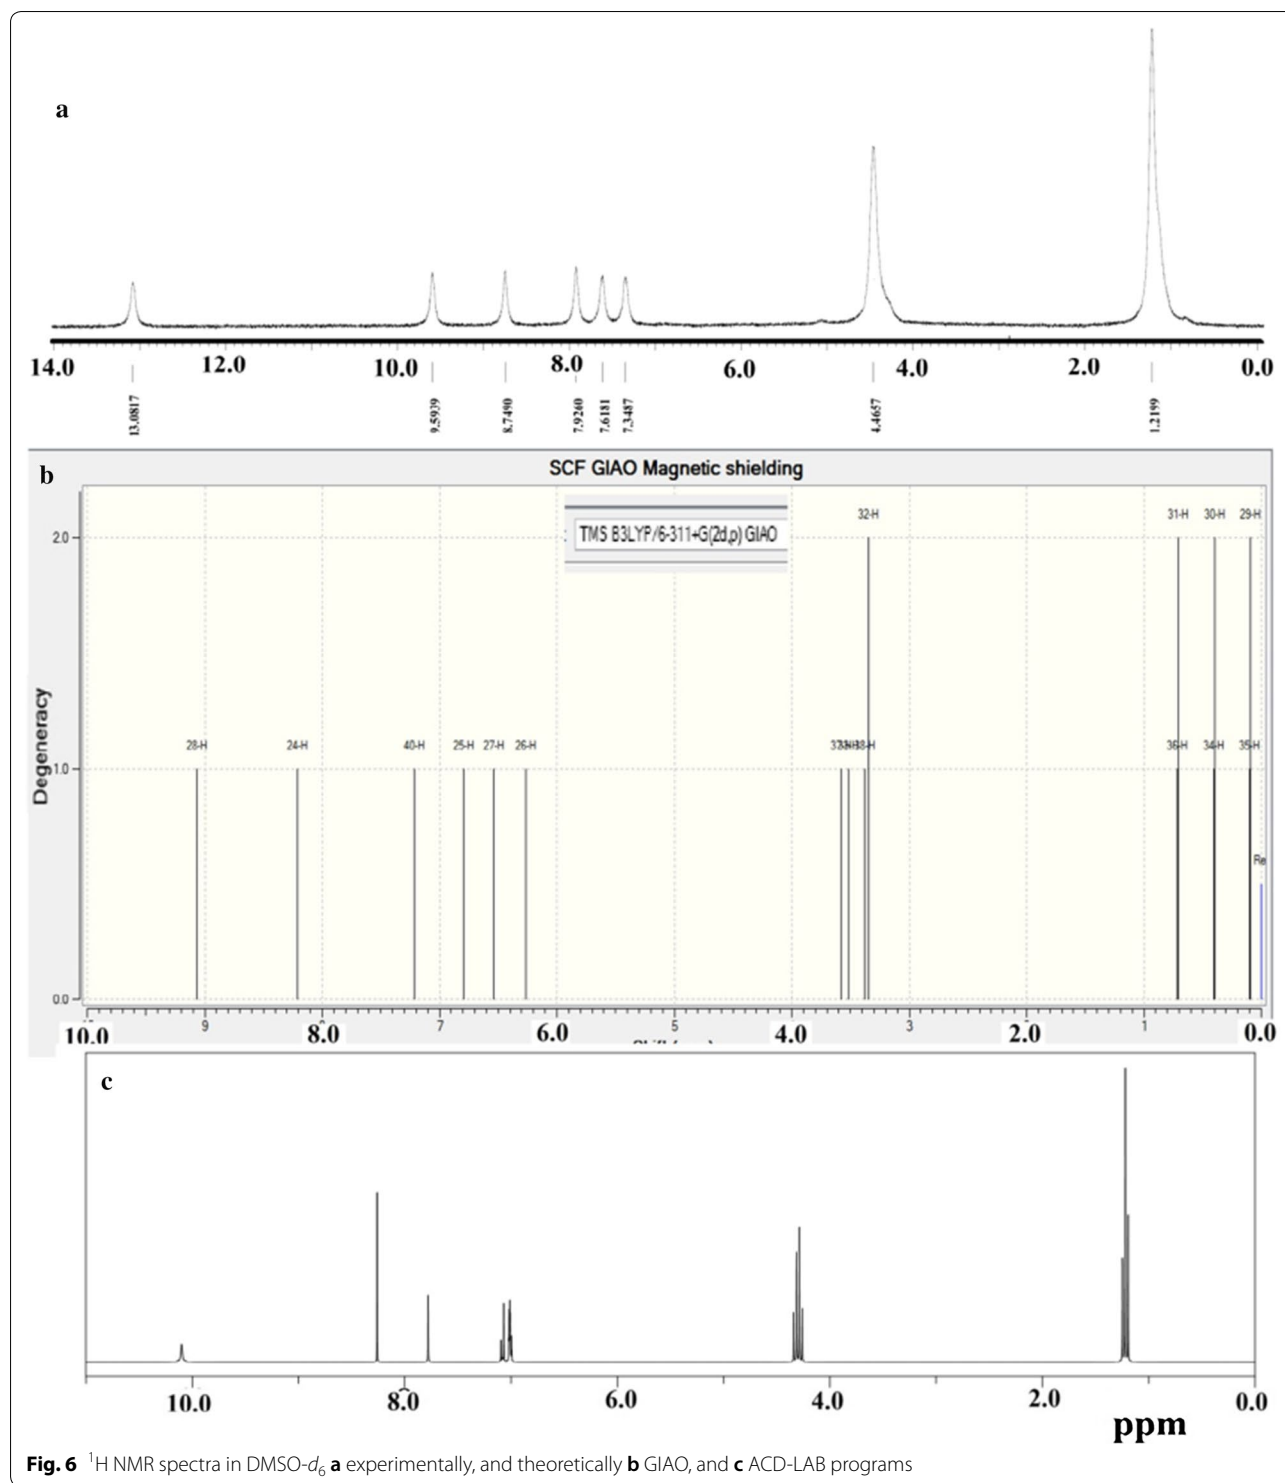 a
14.0 12.0 10.0 8.0 6.0 4.0 2.0 0.0
13.0817 9.5939 8.7490 7.9260 7.6181 7.3487 4.4657 1.2199
b
SCF GIAO Magnetic shielding
TMS B3LYP/6-311+G(2d,p) GIAO
32-H 31-H 30-H 29-H
2.0
Degeneracy
28-H 24-H 40-H 25-H 27-H 26-H 38-H 36-H 34-H 35-H
1.0
Re
0.0
10.0 9 8.0 7 6.0 5 4.0 3 2.0 1 0.0
c
10.0 8.0 6.0 4.0 2.0 0.0
ppm
Fig. 6 ¹H NMR spectra in DMSO-d₆ a experimentally, and theoretically b GIAO, and c ACD-LAB programs